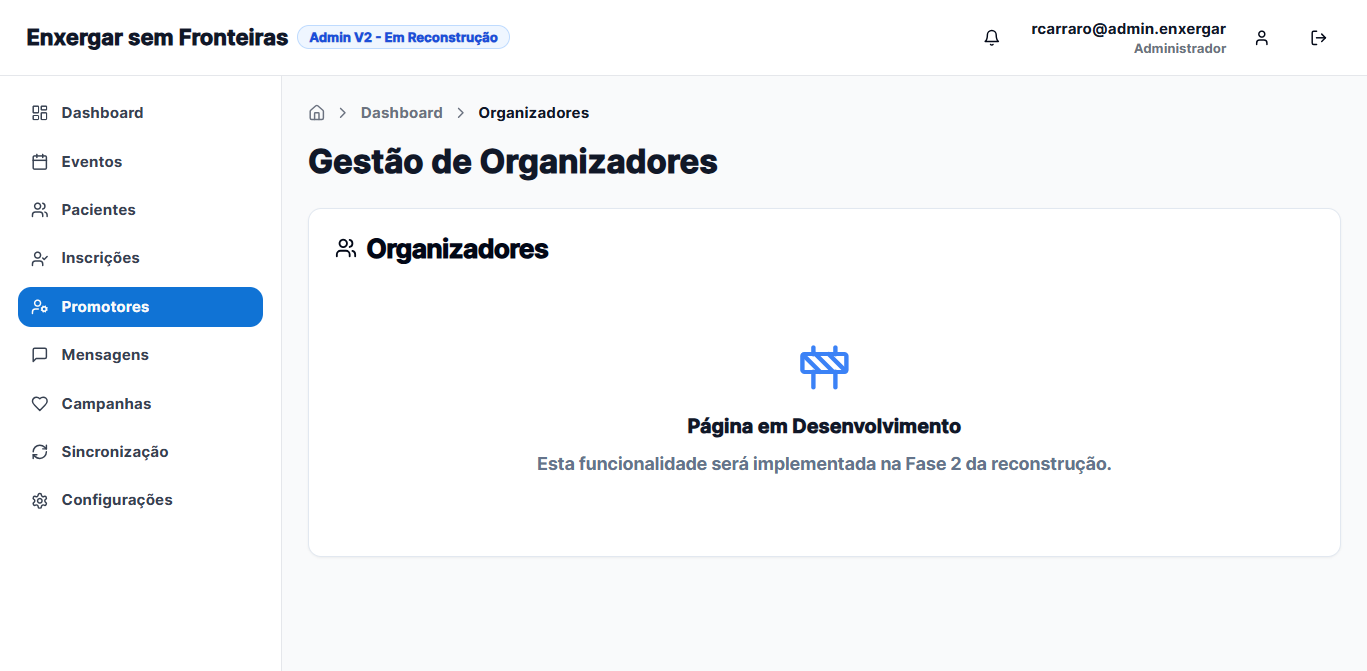 Enxergar sem Fronteiras
Admin V2 - Em Reconstrução
rcarraro@admin.enxergar
Administrador
Dashboard
Eventos
Pacientes
Inscrições
Promotores
Mensagens
Campanhas
Sincronização
Configurações
Dashboard
Organizadores
Gestão de Organizadores
Organizadores
Página em Desenvolvimento
Esta funcionalidade será implementada na Fase 2 da reconstrução.